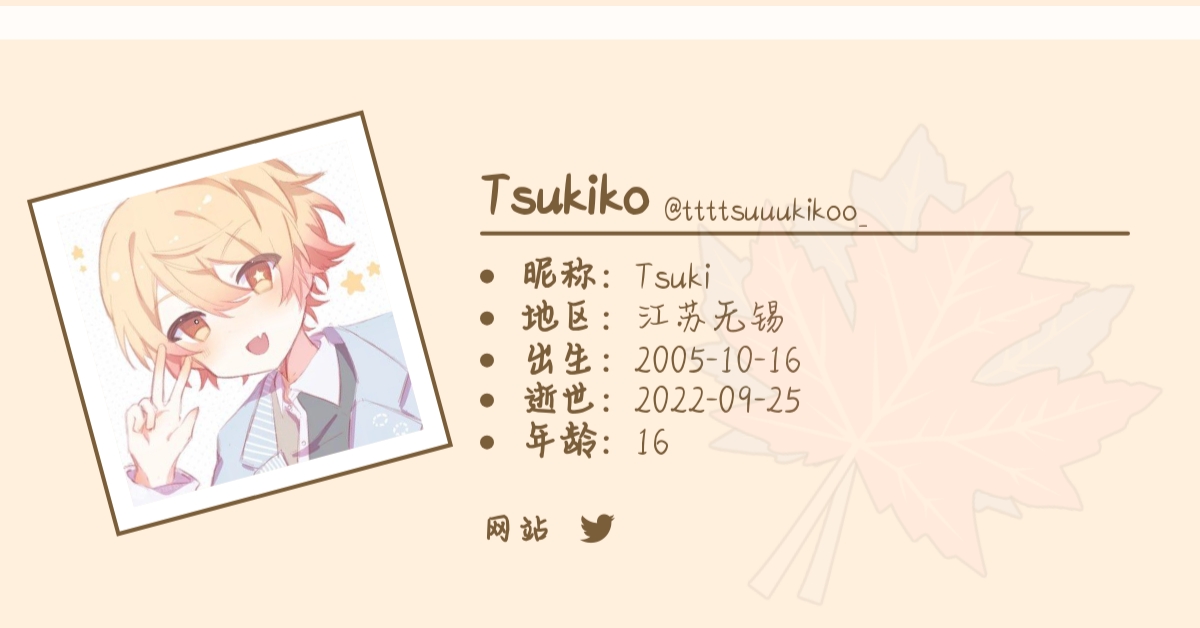 Tsukiko @ttttsuuukikoo_
昵称： Tsuki
地区： 江苏无锡
出生： 2005-10-16
逝世： 2022-09-25
年龄： 16
网站